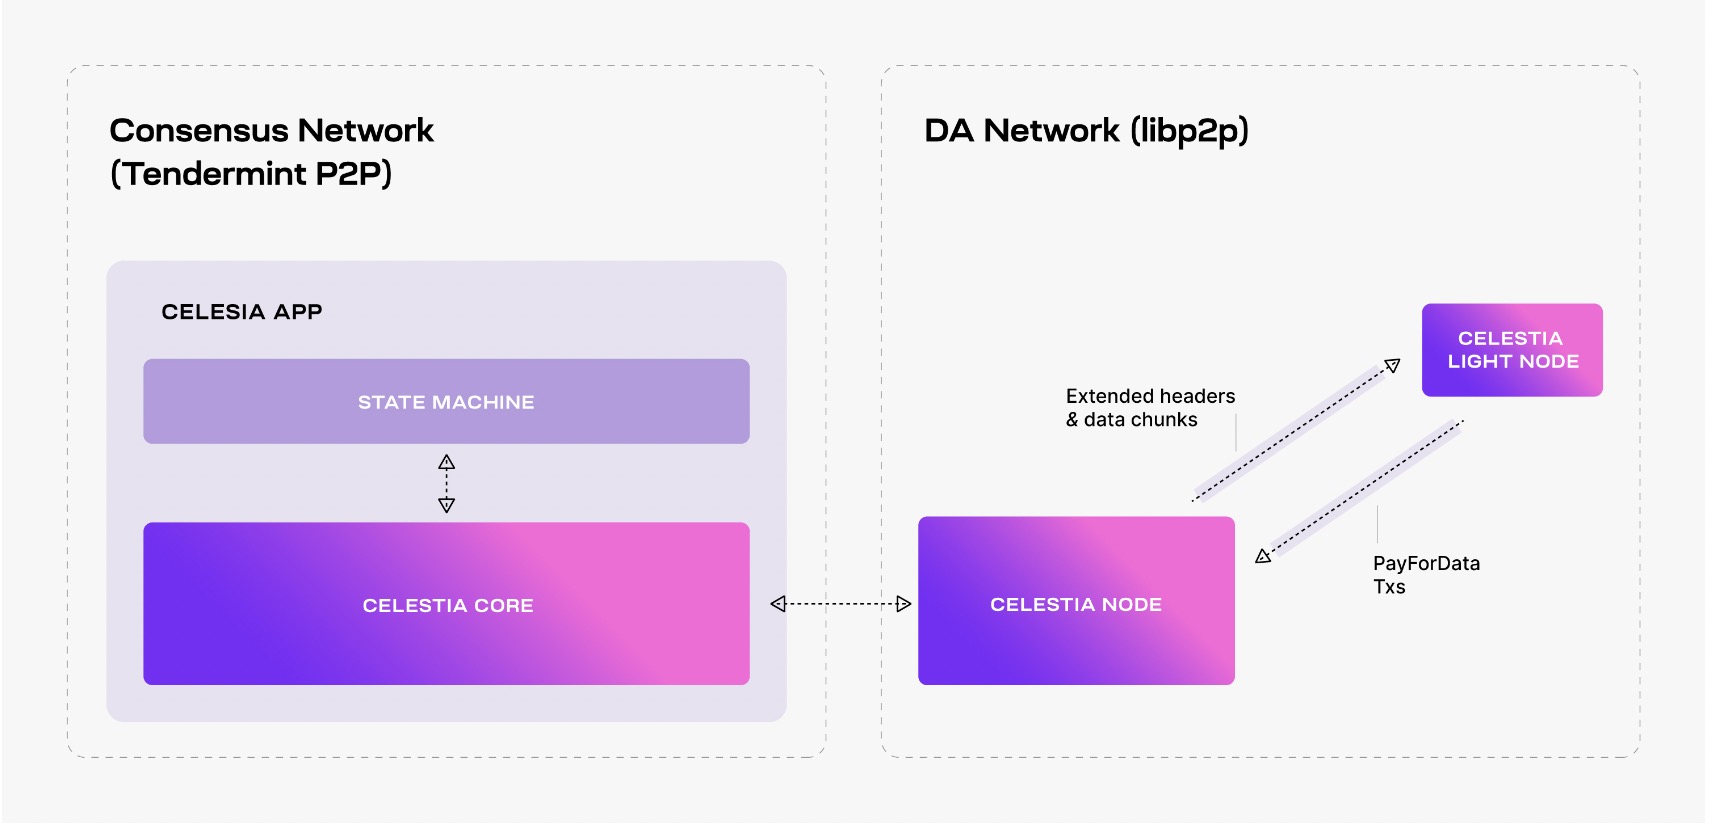 Consensus Network
(Tendermint P2P)
CELESIA APP
STATE MACHINE
CELESTIA CORE
DA Network (libp2p)
CELESTIA
LIGHT NODE
Extended headers
& data chunks
PayForData
Txs
CELESTIA NODE